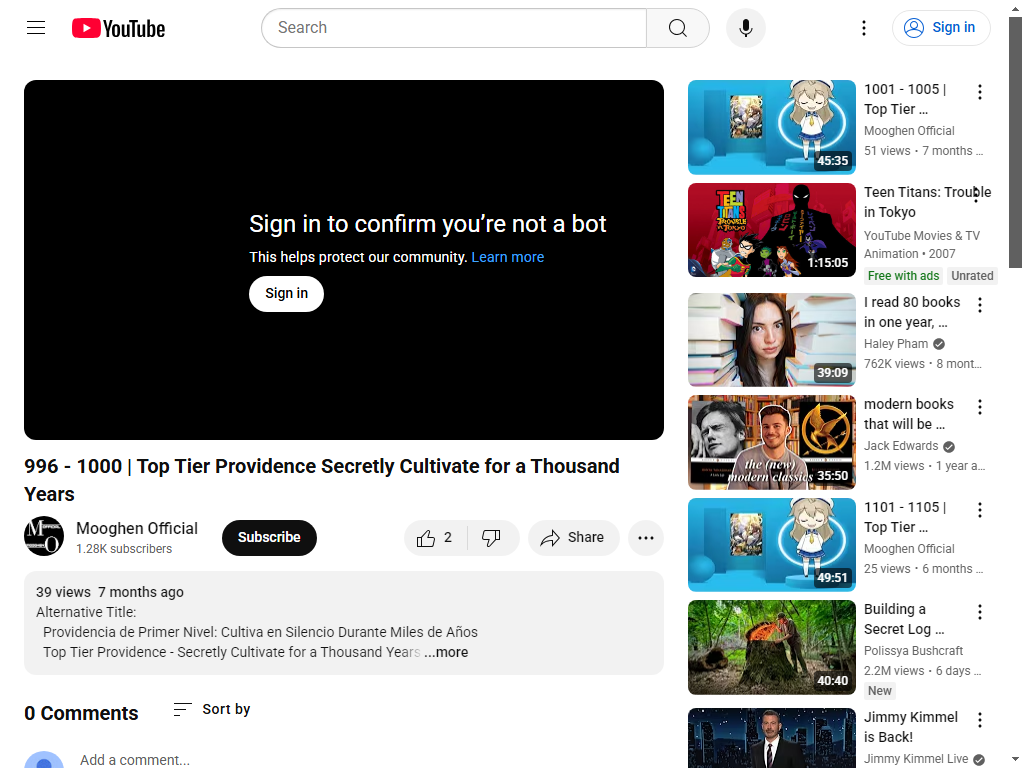 YouTube
Search
Sign in
Sign in to confirm you’re not a bot
This helps protect our community. Learn more
Sign in
996 - 1000 | Top Tier Providence Secretly Cultivate for a Thousand
Years
Mooghen Official
1.28K subscribers
Subscribe
2
Share
39 views 7 months ago
Alternative Title:
Providencia de Primer Nivel: Cultiva en Silencio Durante Miles de Años
Top Tier Providence - Secretly Cultivate for a Thousand Years ...more
0 Comments
Sort by
Add a comment...
45:35
1001 - 1005 |
Top Tier ...
Mooghen Official
51 views • 7 months ...
TEEN
TITANS
TROUBLE
IN TOKYO
1:15:05
Teen Titans: Trouble
in Tokyo
YouTube Movies & TV
Animation • 2007
Free with ads
Unrated
39:09
I read 80 books
in one year, ...
Haley Pham
762K views • 8 mont...
the (new)
modern classics
35:50
modern books
that will be ...
Jack Edwards
1.2M views • 1 year a...
49:51
1101 - 1105 |
Top Tier ...
Mooghen Official
25 views • 6 months ...
40:40
Building a
Secret Log ...
Polissya Bushcraft
2.2M views • 6 days ...
New
Jimmy Kimmel
is Back!
Jimmy Kimmel Live